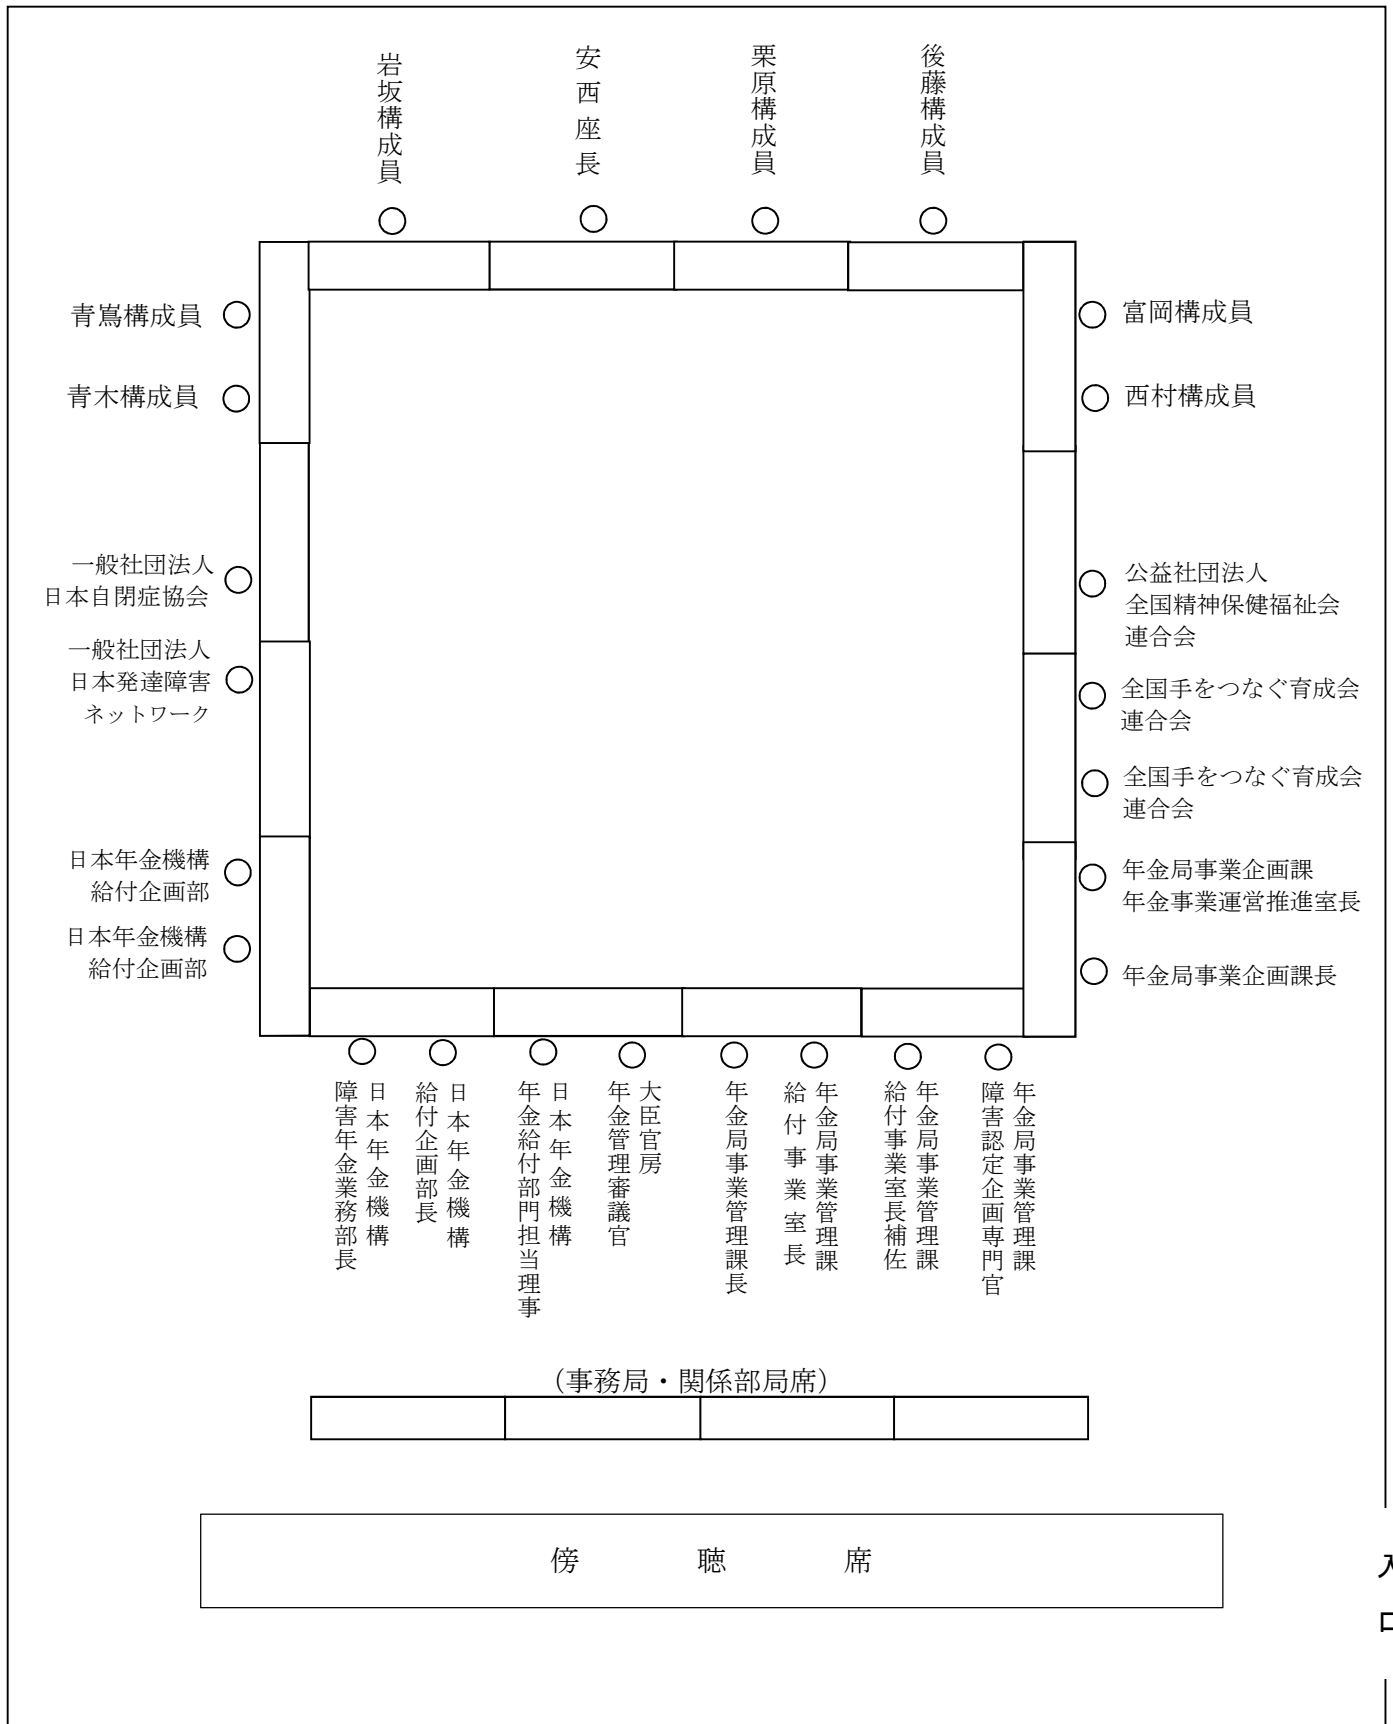 岩坂構成員
安西座長
栗原構成員
後藤構成員
青嶌構成員
青木構成員
一般社団法人
日本自閉症協会
一般社団法人
日本発達障害
ネットワーク
日本年金機構
給付企画部
日本年金機構
給付企画部
富岡構成員
西村構成員
公益社団法人
全国精神保健福祉会
連合会
全国手をつなぐ育成会
連合会
全国手をつなぐ育成会
連合会
年金局事業企画課
年金事業運営推進室長
年金局事業企画課長
日本年金機構
障害年金業務部長
日本年金機構
給付企画部長
日本年金機構
年金給付部門担当理事
大臣官房
年金管理審議官
年金局事業管理課長
年金局事業管理課
給付事業室長
年金局事業管理課
給付事業室長補佐
年金局事業管理課
障害認定企画専門官
（事務局・関係部局席）
傍聴席
入
口